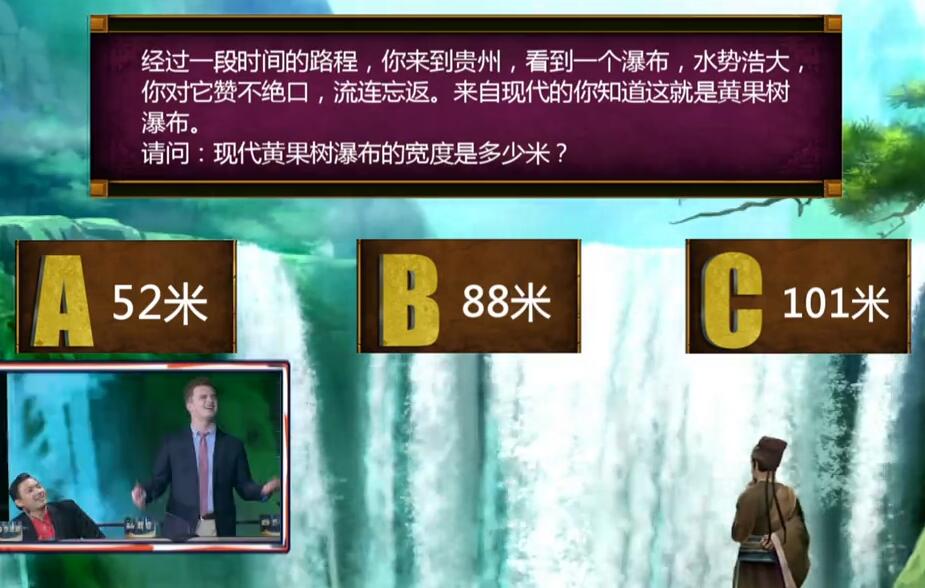 经过一段时间的路程，你来到贵州，看到一个瀑布，水势浩大，
你对它赞不绝口，流连忘返。来自现代的你知道这就是黄果树
瀑布。
请问：现代黄果树瀑布的宽度是多少米？
A 52米
B 88米
C 101米